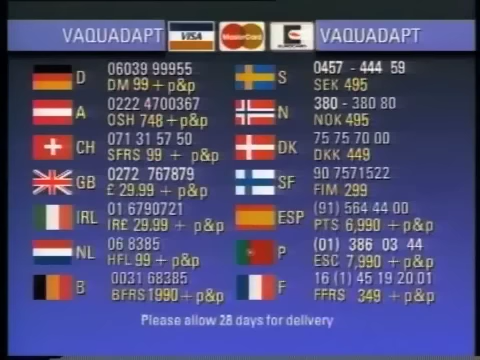 VAQUADAPT VISA MasterCard EUROCARD VAQUADAPT
D 06039 99955
DM 99 + p&p
A 0222 4700367
OSH 748 + p&p
CH 071 31 57 50
SFRS 99 + p&p
GB 0272 767879
£ 29.99 + p&p
IRL 01 6790721
IR£ 29.99 + p&p
NL 06 8385
HFL 99 + p&p
B 0031 68385
BFRS 1990 + p&p
S 0457 - 444 59
SEK 495
N 380 - 380 80
NOK 495
DK 75 75 70 00
DKK 449
SF 90 7571522
FIM 299
ESP (91) 564 44 00
PTS 6,990 + p&p
P (01) 386 03 44
ESC 7,990 + p&p
F 16 (1) 45 19 20 01
FFRS 349 + p&p
Please allow 28 days for delivery